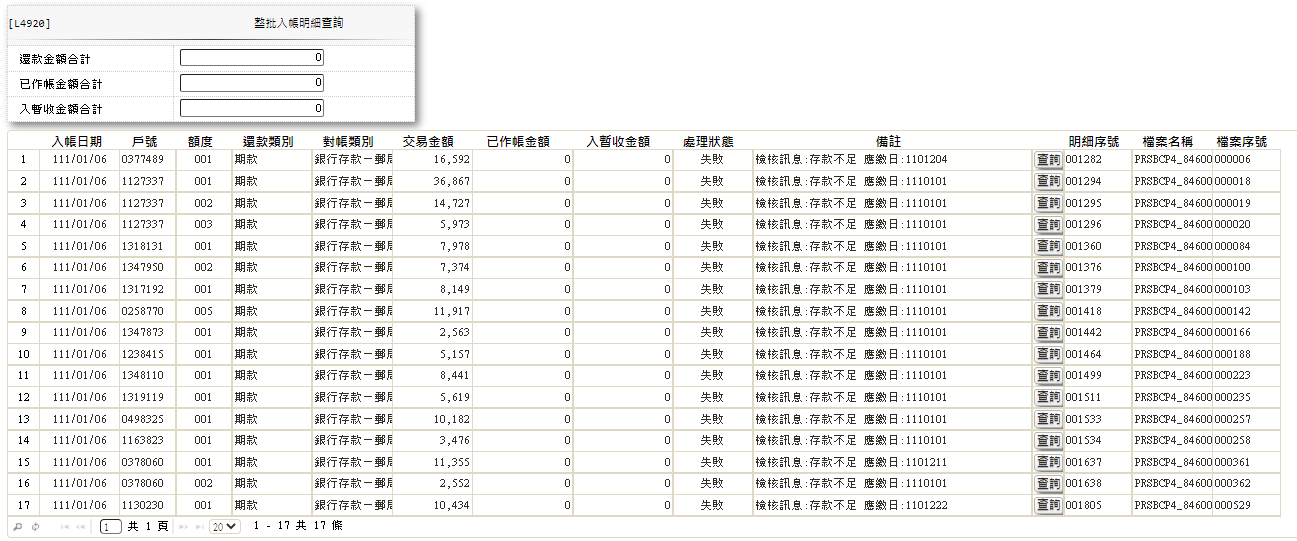 [L4920] 整批入帳明細查詢
還款金額合計 0
已作帳金額合計 0
入暫收金額合計 0
入帳日期 戶號 額度 還款類別 對帳類別 交易金額 已作帳金額 入暫收金額 處理狀態 備註 明細序號 檔案名稱 檔案序號
1 111/01/06 0377489 001 期款 銀行存款－郵局 16,592 0 0 失敗 檢核訊息:存款不足 應繳日:1101204 查詢 001282 PRSBCP4_84600 000006
2 111/01/06 1127337 001 期款 銀行存款－郵局 36,867 0 0 失敗 檢核訊息:存款不足 應繳日:1110101 查詢 001294 PRSBCP4_84600 000018
3 111/01/06 1127337 002 期款 銀行存款－郵局 14,727 0 0 失敗 檢核訊息:存款不足 應繳日:1110101 查詢 001295 PRSBCP4_84600 000019
4 111/01/06 1127337 003 期款 銀行存款－郵局 5,973 0 0 失敗 檢核訊息:存款不足 應繳日:1110101 查詢 001296 PRSBCP4_84600 000020
5 111/01/06 1318131 001 期款 銀行存款－郵局 7,978 0 0 失敗 檢核訊息:存款不足 應繳日:1110101 查詢 001360 PRSBCP4_84600 000084
6 111/01/06 1347950 002 期款 銀行存款－郵局 7,374 0 0 失敗 檢核訊息:存款不足 應繳日:1110101 查詢 001376 PRSBCP4_84600 000100
7 111/01/06 1317192 001 期款 銀行存款－郵局 8,149 0 0 失敗 檢核訊息:存款不足 應繳日:1110101 查詢 001379 PRSBCP4_84600 000103
8 111/01/06 0258770 005 期款 銀行存款－郵局 11,917 0 0 失敗 檢核訊息:存款不足 應繳日:1110101 查詢 001418 PRSBCP4_84600 000142
9 111/01/06 1347873 001 期款 銀行存款－郵局 2,563 0 0 失敗 檢核訊息:存款不足 應繳日:1110101 查詢 001442 PRSBCP4_84600 000166
10 111/01/06 1238415 001 期款 銀行存款－郵局 5,157 0 0 失敗 檢核訊息:存款不足 應繳日:1110101 查詢 001464 PRSBCP4_84600 000188
11 111/01/06 1348110 001 期款 銀行存款－郵局 8,441 0 0 失敗 檢核訊息:存款不足 應繳日:1110101 查詢 001499 PRSBCP4_84600 000223
12 111/01/06 1319119 001 期款 銀行存款－郵局 5,619 0 0 失敗 檢核訊息:存款不足 應繳日:1110101 查詢 001511 PRSBCP4_84600 000235
13 111/01/06 0498325 001 期款 銀行存款－郵局 10,182 0 0 失敗 檢核訊息:存款不足 應繳日:1110101 查詢 001533 PRSBCP4_84600 000257
14 111/01/06 1163823 001 期款 銀行存款－郵局 3,476 0 0 失敗 檢核訊息:存款不足 應繳日:1110101 查詢 001534 PRSBCP4_84600 000258
15 111/01/06 0378060 001 期款 銀行存款－郵局 11,355 0 0 失敗 檢核訊息:存款不足 應繳日:1101211 查詢 001637 PRSBCP4_84600 000361
16 111/01/06 0378060 002 期款 銀行存款－郵局 2,552 0 0 失敗 檢核訊息:存款不足 應繳日:1110101 查詢 001638 PRSBCP4_84600 000362
17 111/01/06 1130230 001 期款 銀行存款－郵局 10,434 0 0 失敗 檢核訊息:存款不足 應繳日:1101222 查詢 001805 PRSBCP4_84600 000529
1 共 1 頁 20 1 - 17 共 17 條